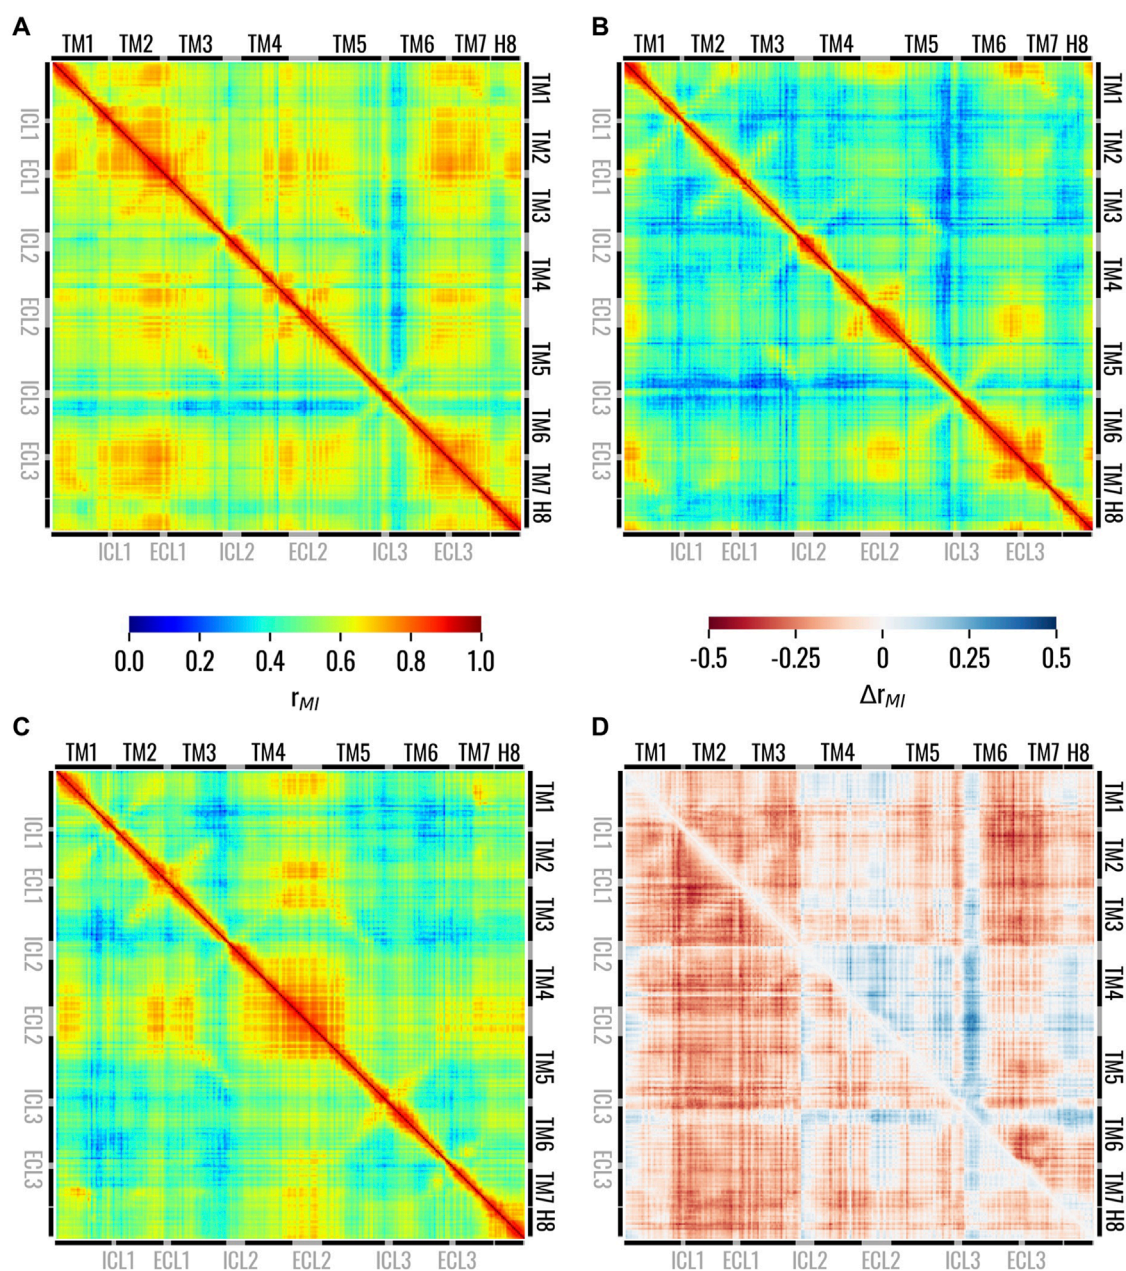 A
B
TM1 TM2 TM3 TM4 TM5 TM6 TM7 H8
TM1 TM2 TM3 TM4 TM5 TM6 TM7 H8
ICL1 ECL1 ICL2 ECL2 ICL3 ECL3
TM1 TM2 TM3 TM4 TM5 TM6 TM7 H8
ICL1 ECL1 ICL2 ECL2 ICL3 ECL3
TM1 TM2 TM3 TM4 TM5 TM6 TM7 H8
ICL1 ECL1 ICL2 ECL2 ICL3 ECL3
ICL1 ECL1 ICL2 ECL2 ICL3 ECL3
0.0 0.2 0.4 0.6 0.8 1.0
rMI
-0.5 -0.25 0 0.25 0.5
ΔrMI
C
D
TM1 TM2 TM3 TM4 TM5 TM6 TM7 H8
TM1 TM2 TM3 TM4 TM5 TM6 TM7 H8
ICL1 ECL1 ICL2 ECL2 ICL3 ECL3
TM1 TM2 TM3 TM4 TM5 TM6 TM7 H8
ICL1 ECL1 ICL2 ECL2 ICL3 ECL3
TM1 TM2 TM3 TM4 TM5 TM6 TM7 H8
ICL1 ECL1 ICL2 ECL2 ICL3 ECL3
ICL1 ECL1 ICL2 ECL2 ICL3 ECL3